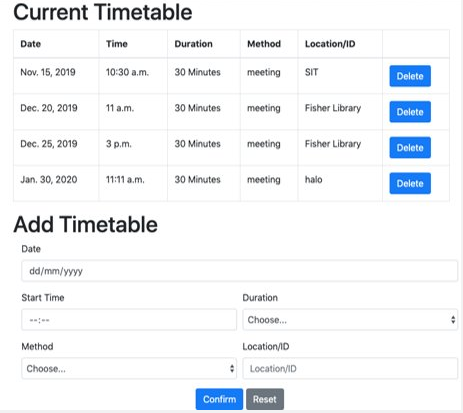 Current Timetable
Date Time Duration Method Location/ID
Nov. 15, 2019 10:30 a.m. 30 Minutes meeting SIT Delete
Dec. 20, 2019 11 a.m. 30 Minutes meeting Fisher Library Delete
Dec. 25, 2019 3 p.m. 30 Minutes meeting Fisher Library Delete
Jan. 30, 2020 11:11 a.m. 30 Minutes meeting halo Delete
Add Timetable
Date
dd/mm/yyyy
Start Time Duration
--:-- Choose...
Method Location/ID
Choose... Location/ID
Confirm Reset